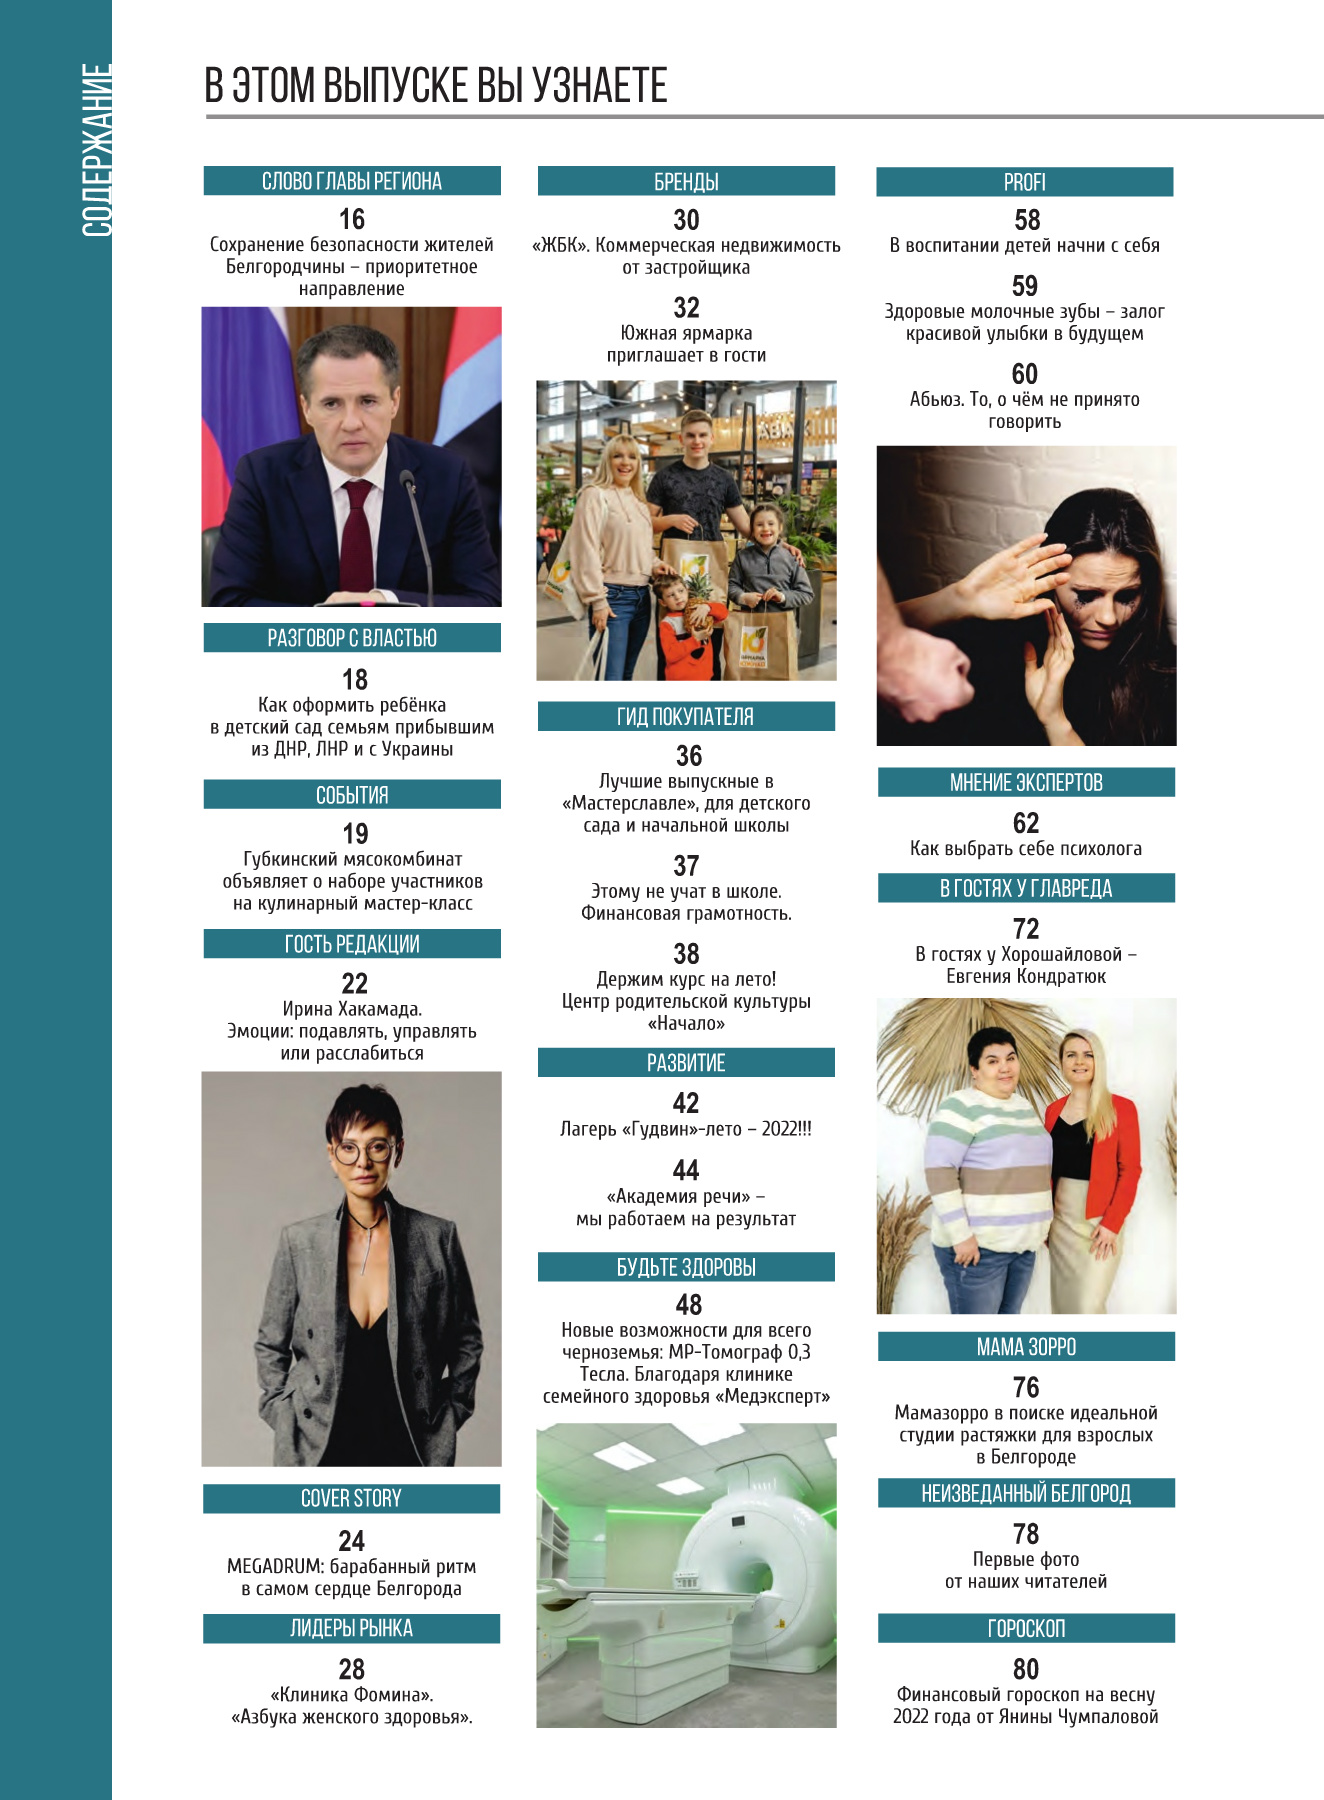 СОДЕРЖАНИЕ
В ЭТОМ ВЫПУСКЕ ВЫ УЗНАЕТЕ
СЛОВО ГЛАВЫ РЕГИОНА
16
Сохранение безопасности жителей
Белгородчины – приоритетное
направление
РАЗГОВОР С ВЛАСТЬЮ
18
Как оформить ребёнка
в детский сад семьям прибывшим
из ДНР, ЛНР и с Украины
СОБЫТИЯ
19
Губкинский мясокомбинат
объявляет о наборе участников
на кулинарный мастер-класс
ГОСТЬ РЕДАКЦИИ
22
Ирина Хакамада.
Эмоции: подавлять, управлять
или расслабиться
COVER STORY
24
MEGADRUM: барабанный ритм
в самом сердце Белгорода
ЛИДЕРЫ РЫНКА
28
«Клиника Фомина».
«Азбука женского здоровья».
БРЕНДЫ
30
«ЖБК». Коммерческая недвижимость
от застройщика
32
Южная ярмарка
приглашает в гости
Ю
ГИД ПОКУПАТЕЛЯ
36
Лучшие выпускные в
«Мастерславле», для детского
сада и начальной школы
37
Этому не учат в школе.
Финансовая грамотность.
38
Держим курс на лето!
Центр родительской культуры
«Начало»
РАЗВИТИЕ
42
Лагерь «Гудвин»-лето – 2022!!!
44
«Академия речи» –
мы работаем на результат
БУДЬТЕ ЗДОРОВЫ
48
Новые возможности для всего
черноземья: МР-Томограф 0,3
Тесла. Благодаря клинике
семейного здоровья «Медэксперт»
PROFI
58
В воспитании детей начни с себя
59
Здоровые молочные зубы – залог
красивой улыбки в будущем
60
Абьюз. То, о чём не принято
говорить
МНЕНИЕ ЭКСПЕРТОВ
62
Как выбрать себе психолога
В ГОСТЯХ У ГЛАВРЕДА
72
В гостях у Хорошайловой –
Евгения Кондратюк
МАМА ЗОРРО
76
Мамазорро в поиске идеальной
студии растяжки для взрослых
в Белгороде
НЕИЗВЕДАННЫЙ БЕЛГОРОД
78
Первые фото
от наших читателей
ГОРОСКОП
80
Финансовый гороскоп на весну
2022 года от Янины Чумпаловой